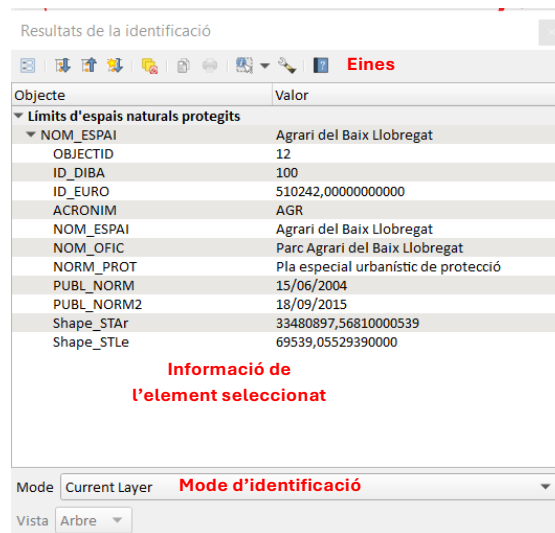 Resultats de la identificació
Eines
Objecte Valor
Límits d'espais naturals protegits
NOM_ESPAI Agrari del Baix Llobregat
OBJECTID 12
ID_DIBA 100
ID_EURO 510242,00000000000
ACRONIM AGR
NOM_ESPAI Agrari del Baix Llobregat
NOM_OFIC Parc Agrari del Baix Llobregat
NORM_PROT Pla especial urbanístic de protecció
PUBL_NORM 15/06/2004
PUBL_NORM2 18/09/2015
Shape_STAr 33480897,56810000539
Shape_STLe 69539,05529390000
Informació de
l'element seleccionat
Mode Current Layer Mode d'identificació
Vista Arbre